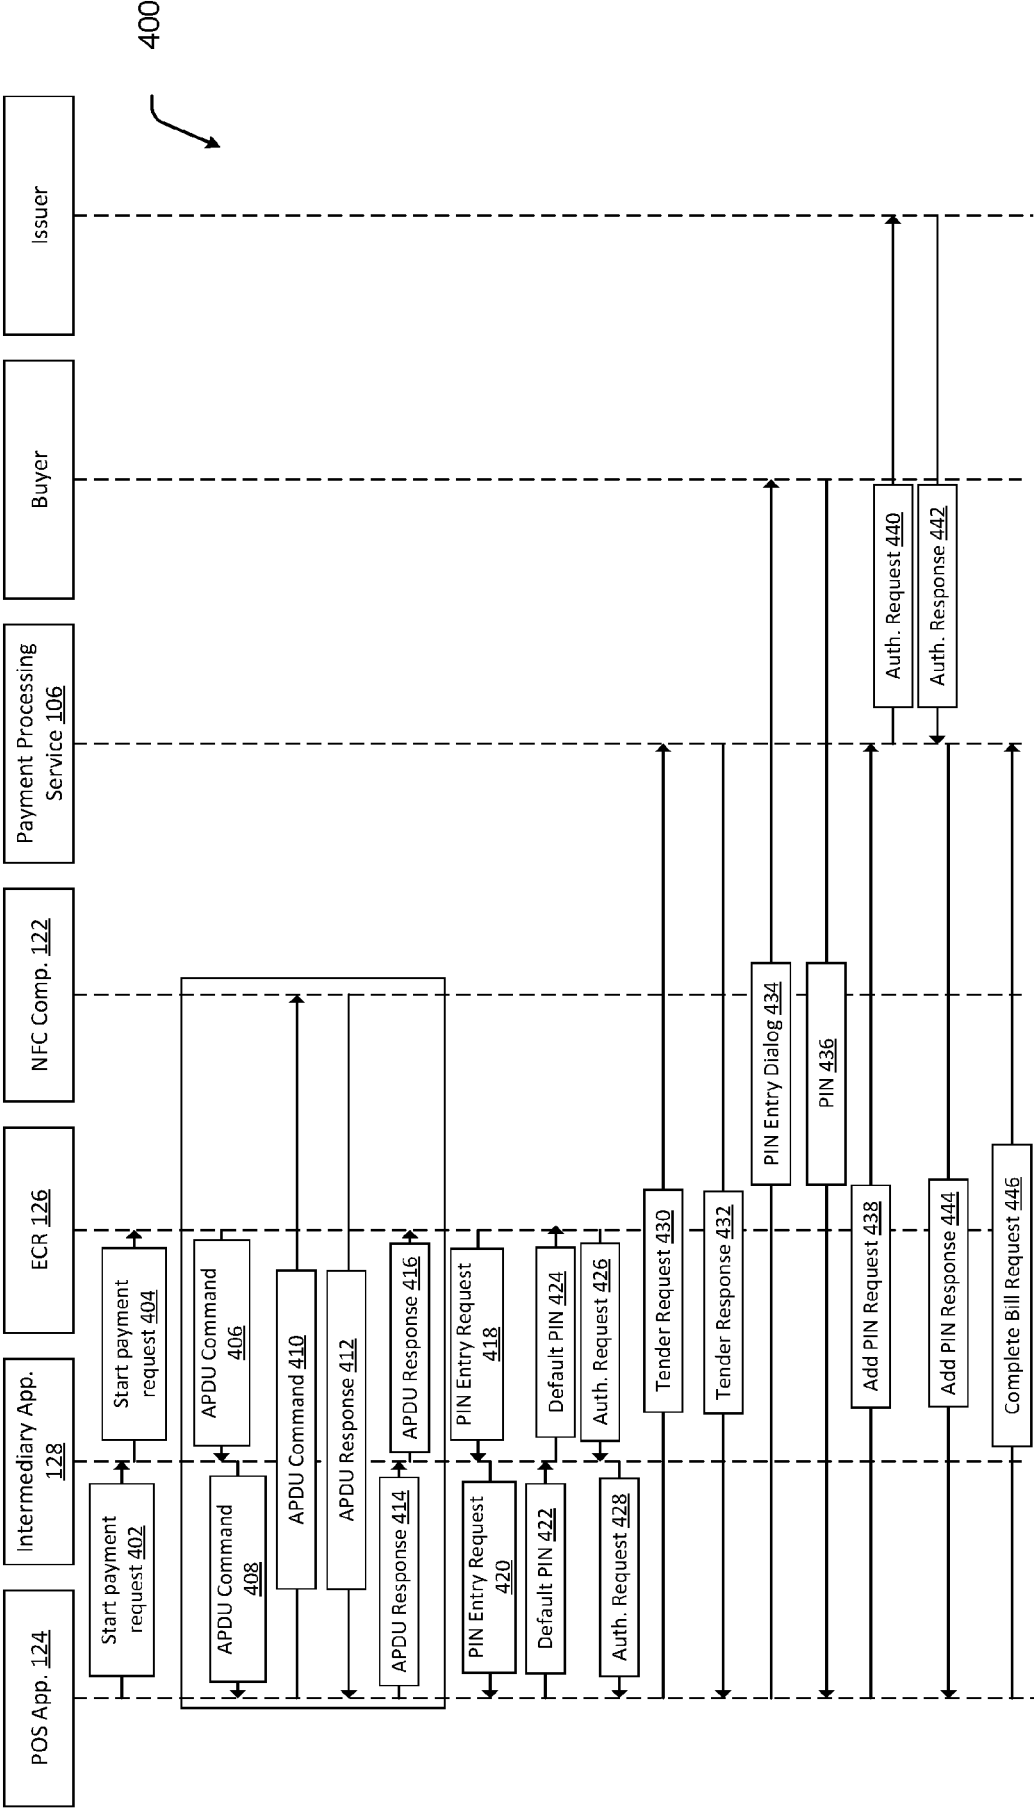 400
POS App. 124
Intermediary App.
128
ECR 126
NFC Comp. 122
Payment Processing
Service 106
Buyer
Issuer
Start payment
request 402
Start payment
request 404
APDU Command
406
APDU Command
408
APDU Command 410
APDU Response 412
APDU Response 414
APDU Response 416
PIN Entry Request
418
PIN Entry Request
420
Default PIN 422
Default PIN 424
Auth. Request 426
Auth. Request 428
Tender Request 430
Tender Response 432
PIN Entry Dialog 434
PIN 436
Add PIN Request 438
Auth. Request 440
Auth. Response 442
Add PIN Response 444
Complete Bill Request 446